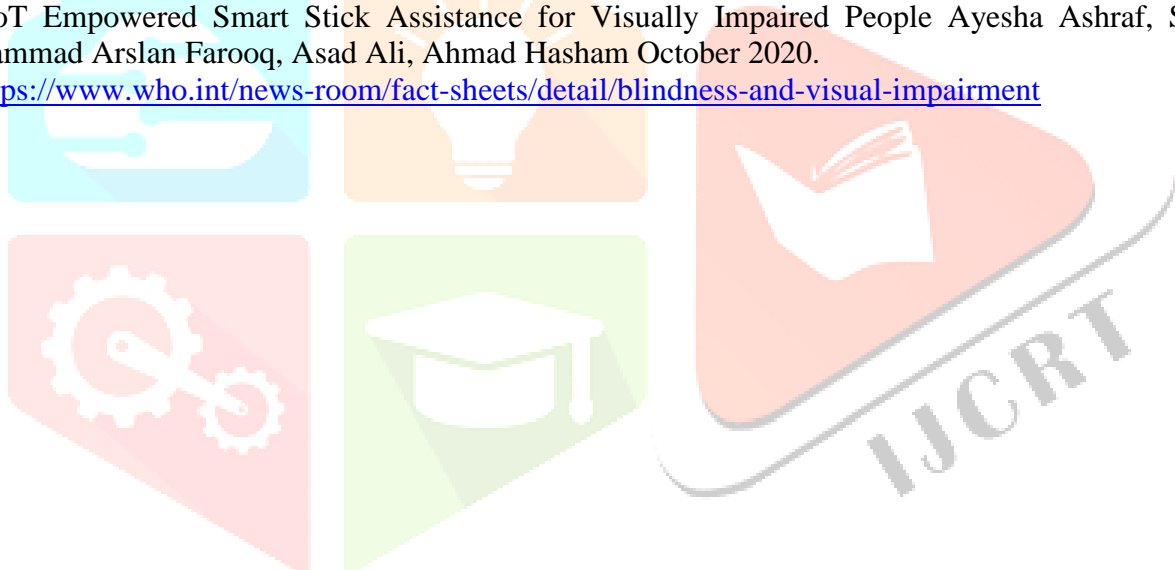 oT Empowered Smart Stick Assistance for Visually Impaired People Ayesha Ashraf, S
ammad Arslan Farooq, Asad Ali, Ahmad Hasham October 2020.
ps://www.who.int/news-room/fact-sheets/detail/blindness-and-visual-impairment
IJCRT